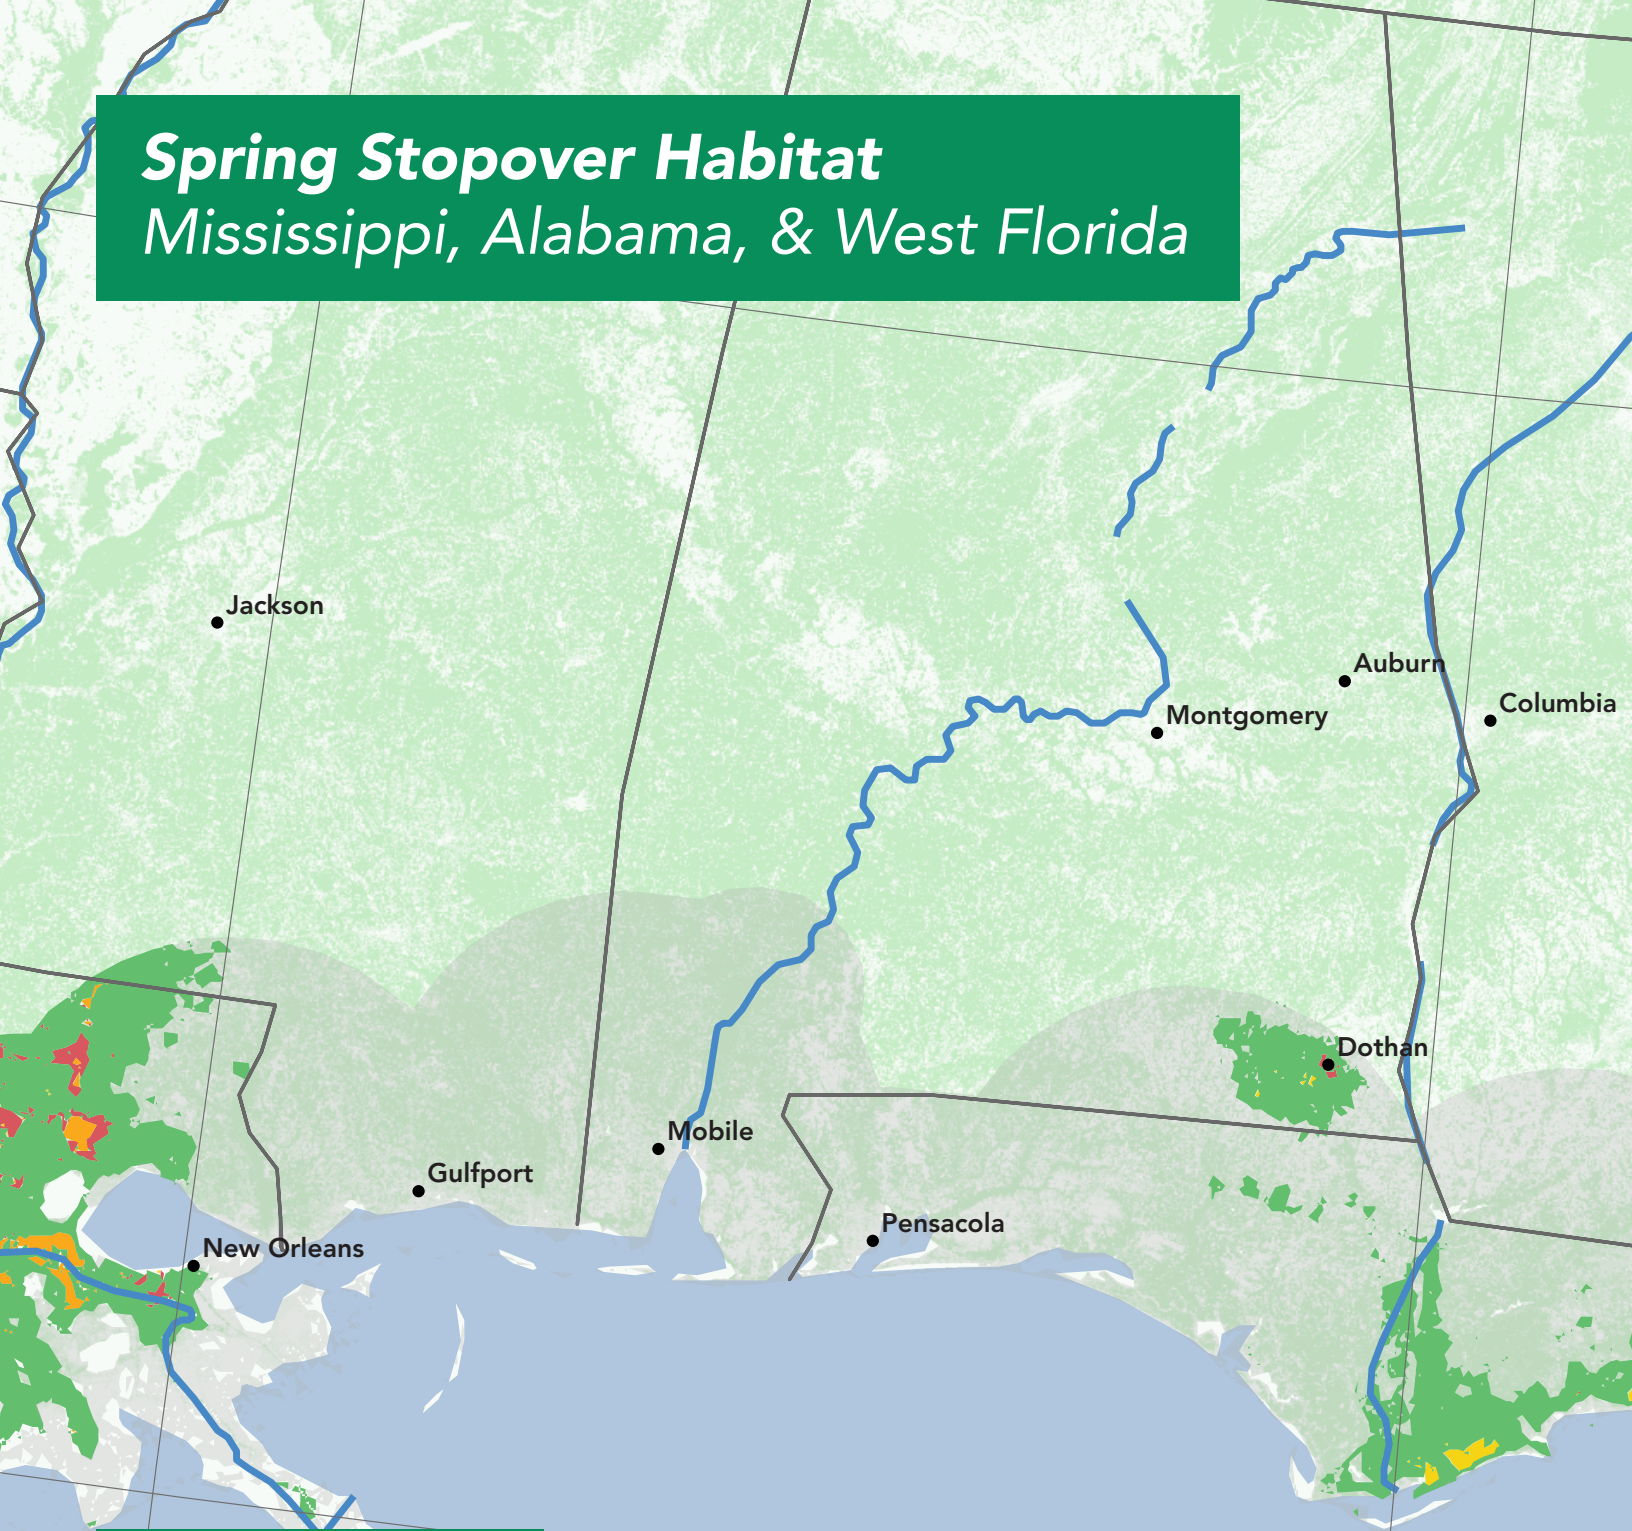 Spring Stopover Habitat
Mississippi, Alabama, & West Florida
Jackson
Auburn
Columbia
Montgomery
Dothan
Mobile
Gulfport
Pensacola
New Orleans